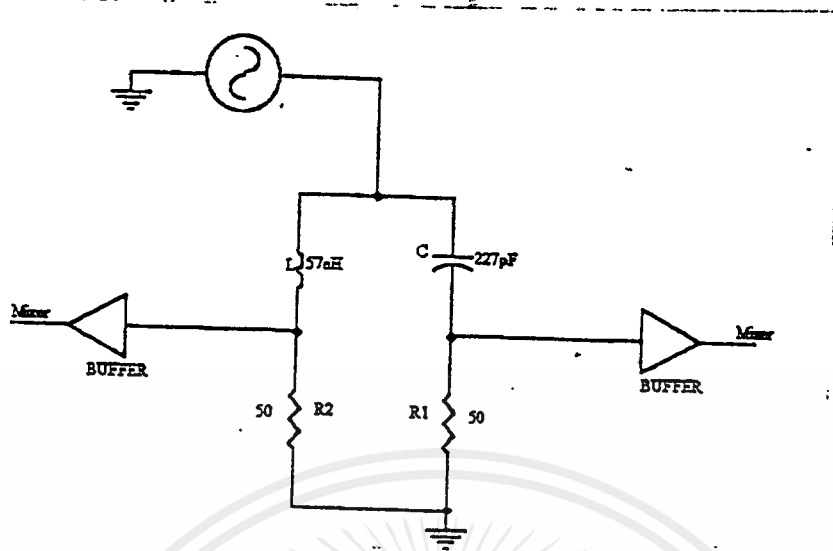 L 57nH
C 227pF
Mixer
BUFFER
Mixer
BUFFER
50 R2
R1 50